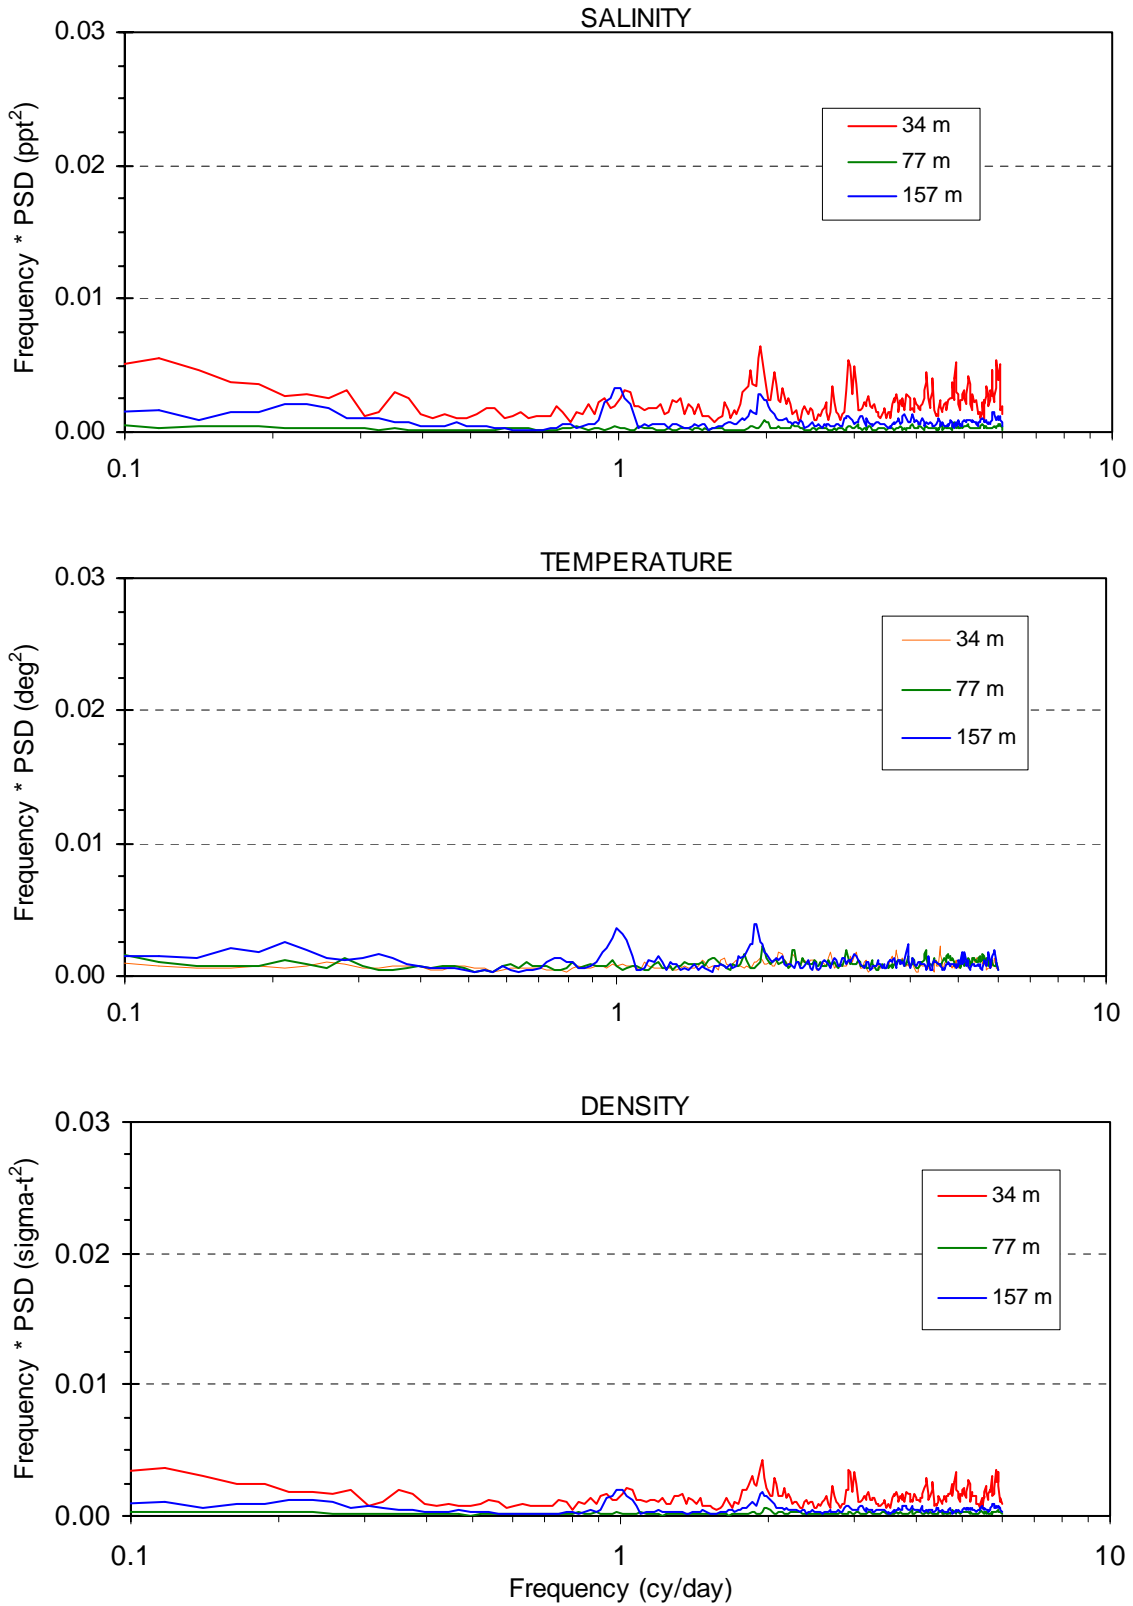 SALINITY
0.03
0.02
0.01
0.00
Frequency * PSD (ppt²)
34 m
77 m
157 m
0.1
1
10
TEMPERATURE
0.03
0.02
0.01
0.00
Frequency * PSD (deg²)
34 m
77 m
157 m
0.1
1
10
DENSITY
0.03
0.02
0.01
0.00
Frequency * PSD (sigma-t²)
34 m
77 m
157 m
0.1
1
10
Frequency (cy/day)